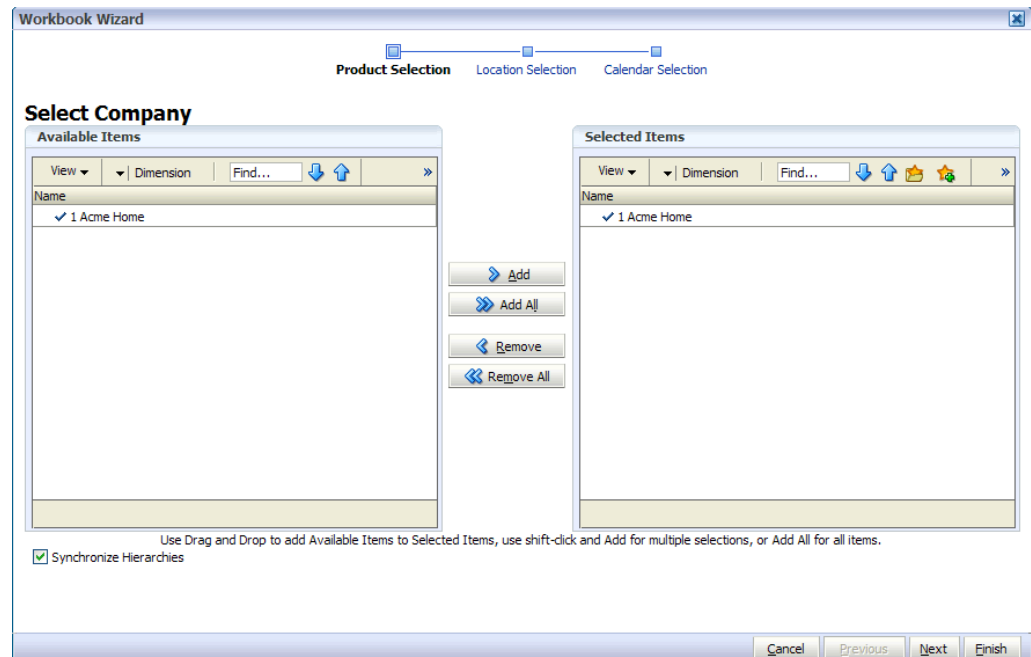 Workbook Wizard
Product Selection Location Selection Calendar Selection
Select Company
Available Items
View Dimension Find... »
Name
1 Acme Home
Add
Add All
Remove
Remove All
Selected Items
View Dimension Find... »
Name
1 Acme Home
Use Drag and Drop to add Available Items to Selected Items, use shift-click and Add for multiple selections, or Add All for all items.
Synchronize Hierarchies
Cancel Previous Next Finish